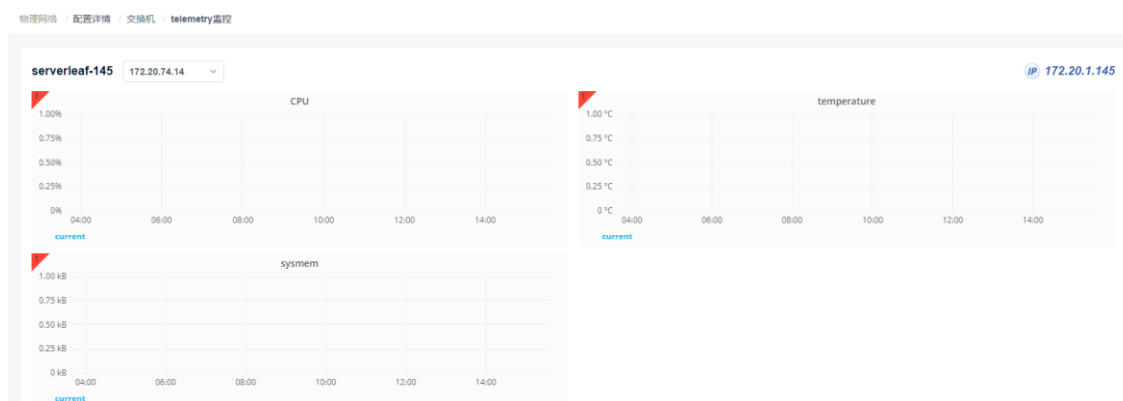 物理网络 / 配置详情 / 交换机 / telemetry监控
serverleaf-145 172.20.74.14 IP 172.20.1.145
!
CPU
1.00%
0.75%
0.50%
0.25%
0%
04:00 06:00 08:00 10:00 12:00 14:00
current
!
temperature
1.00 °C
0.75 °C
0.50 °C
0.25 °C
0 °C
04:00 06:00 08:00 10:00 12:00 14:00
current
!
sysmem
1.00 kB
0.75 kB
0.50 kB
0.25 kB
0 kB
04:00 06:00 08:00 10:00 12:00 14:00
current